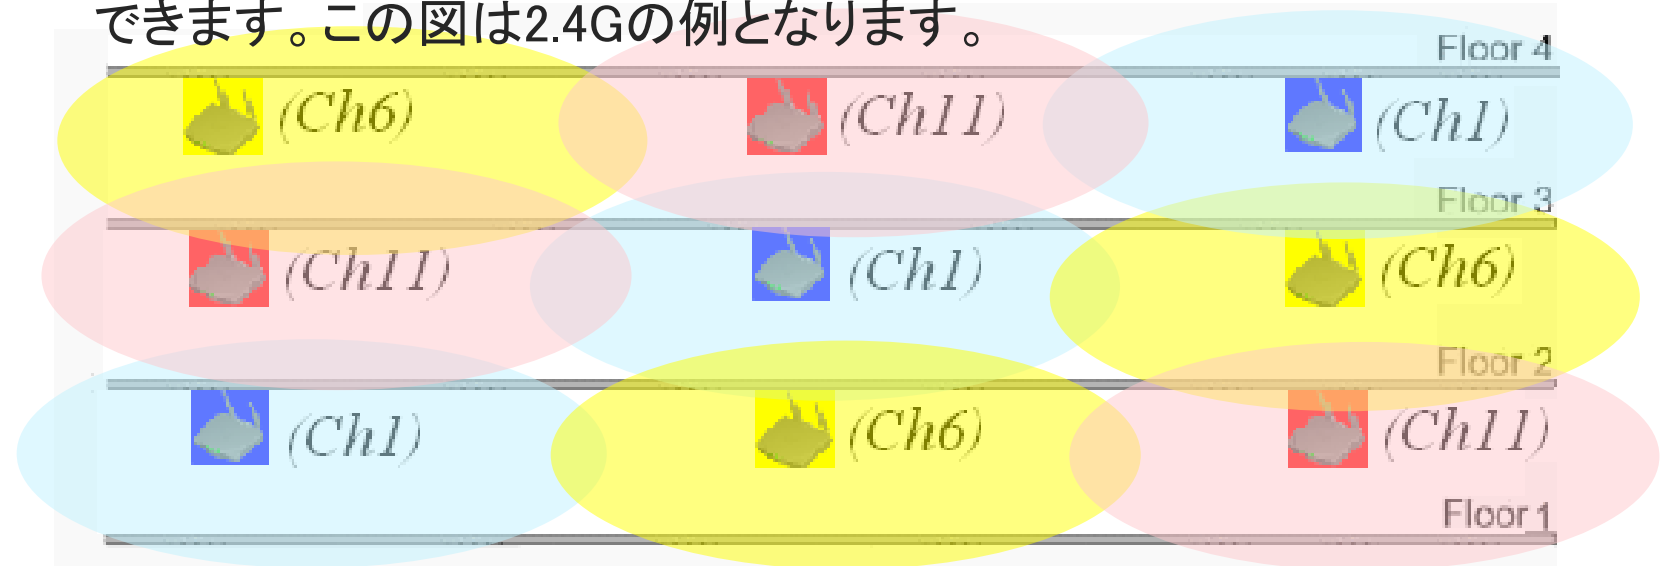 できます。この図は2.4Gの例となります。
Floor 4
(Ch6) (Ch11) (Ch1)
Floor 3
(Ch11) (Ch1) (Ch6)
Floor 2
(Ch1) (Ch6) (Ch11)
Floor 1